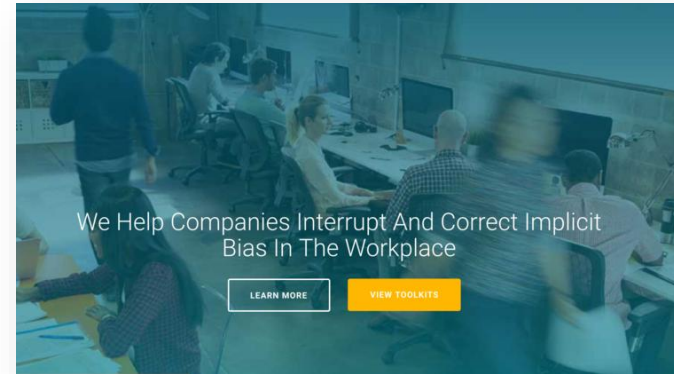 We Help Companies Interrupt And Correct Implicit
Bias In The Workplace
LEARN MORE
VIEW TOOLKITS